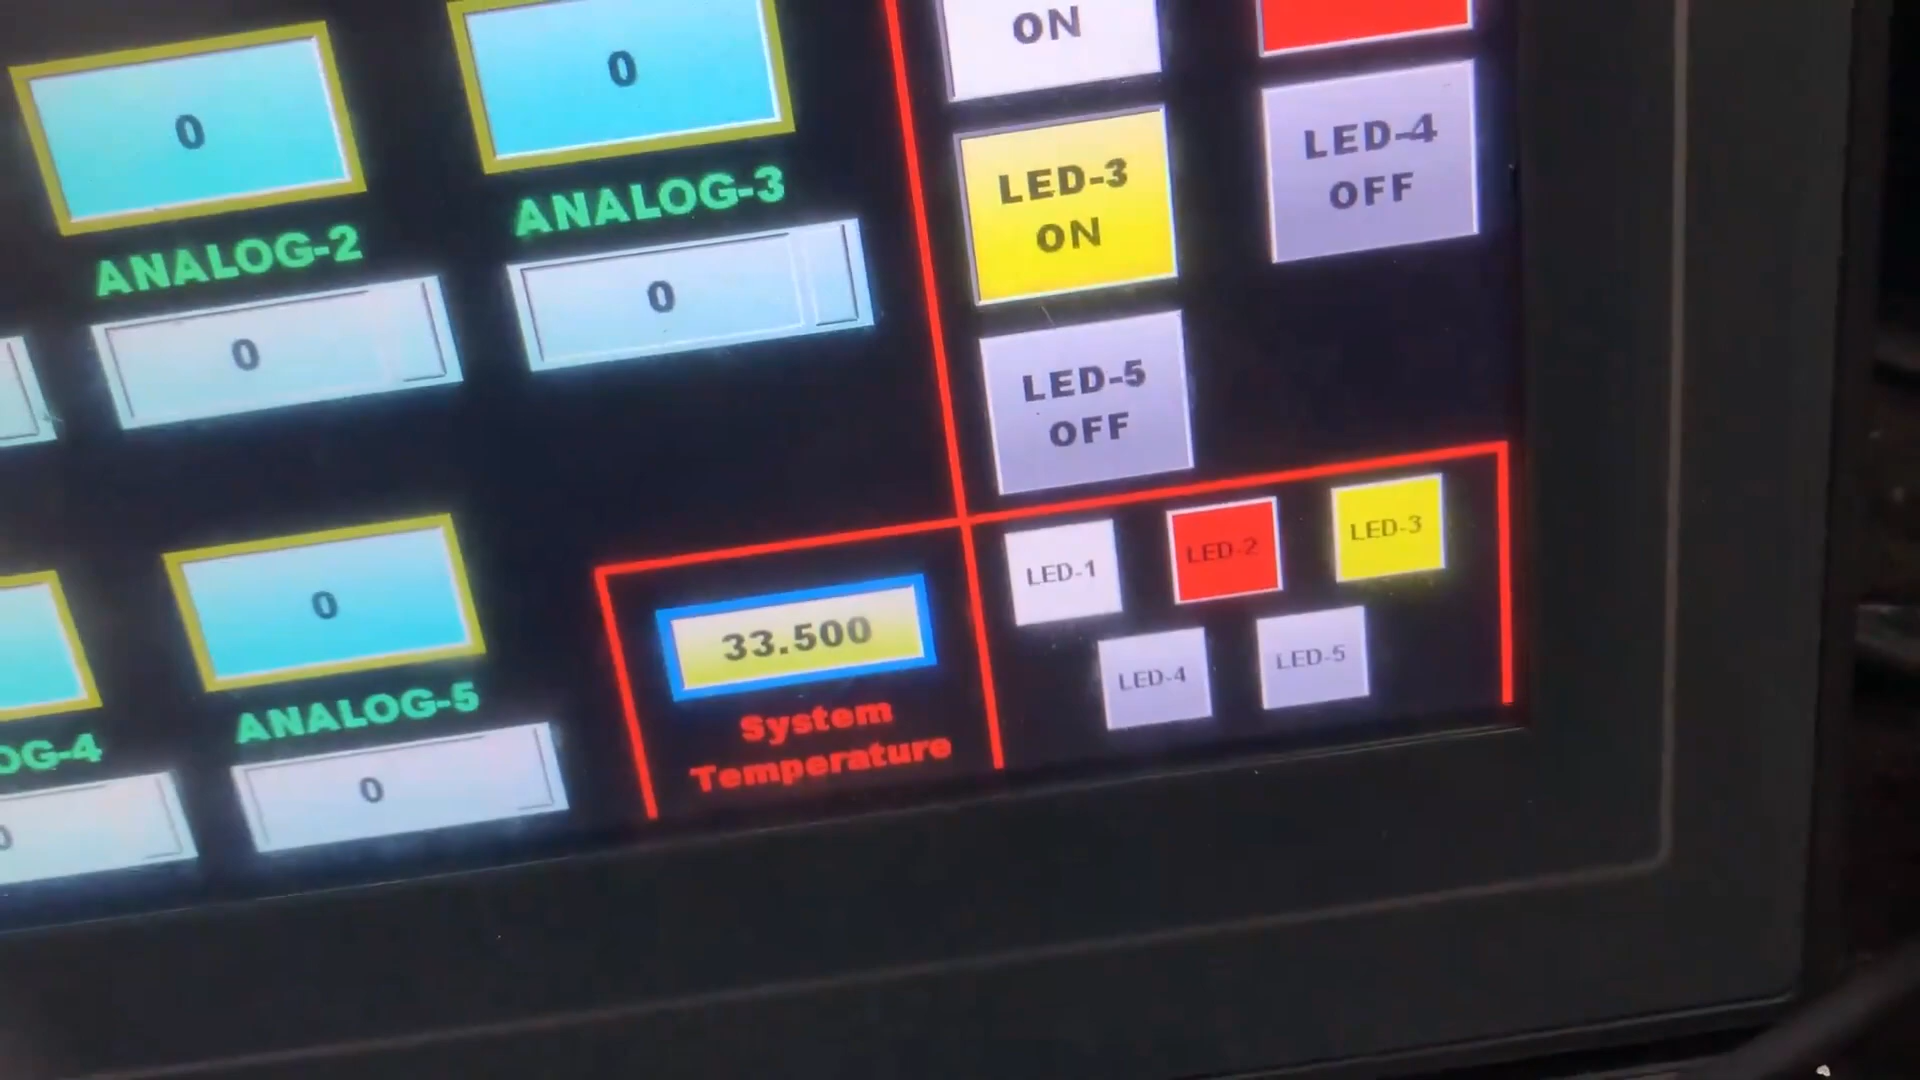 0
0
ANALOG-2
ANALOG-3
0
0
ON
LED-3
ON
LED-4
OFF
LED-5
OFF
0
ANALOG-5
0
OG-4
0
33.500
System
Temperature
LED-1
LED-2
LED-3
LED-4
LED-5